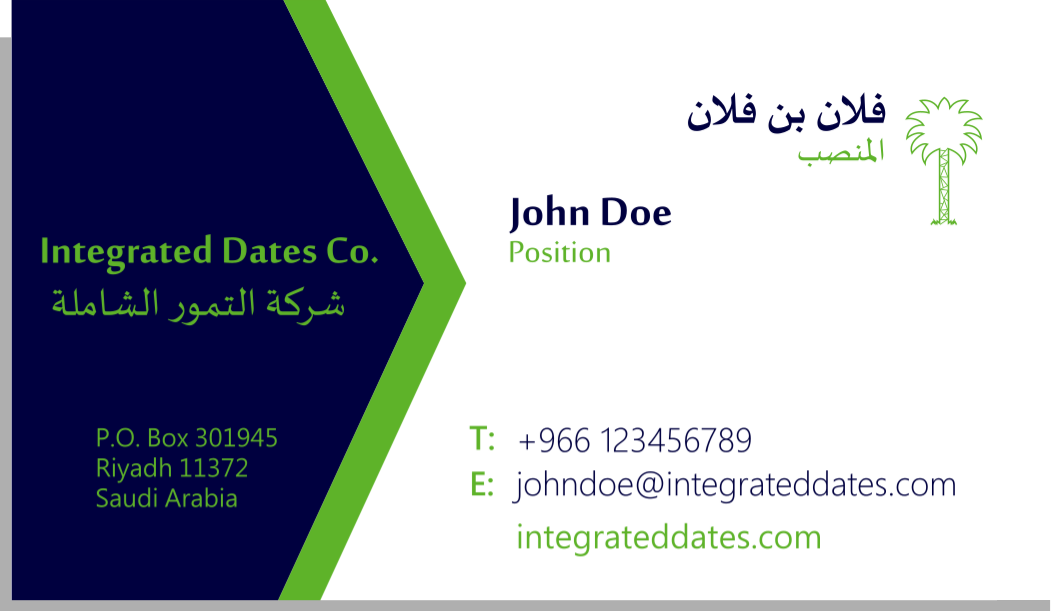 Integrated Dates Co.
شركة التمور الشاملة
P.O. Box 301945
Riyadh 11372
Saudi Arabia
فلان بن فلان
المنصب
John Doe
Position
T: +966 123456789
E: johndoe@integrateddates.com
integrateddates.com